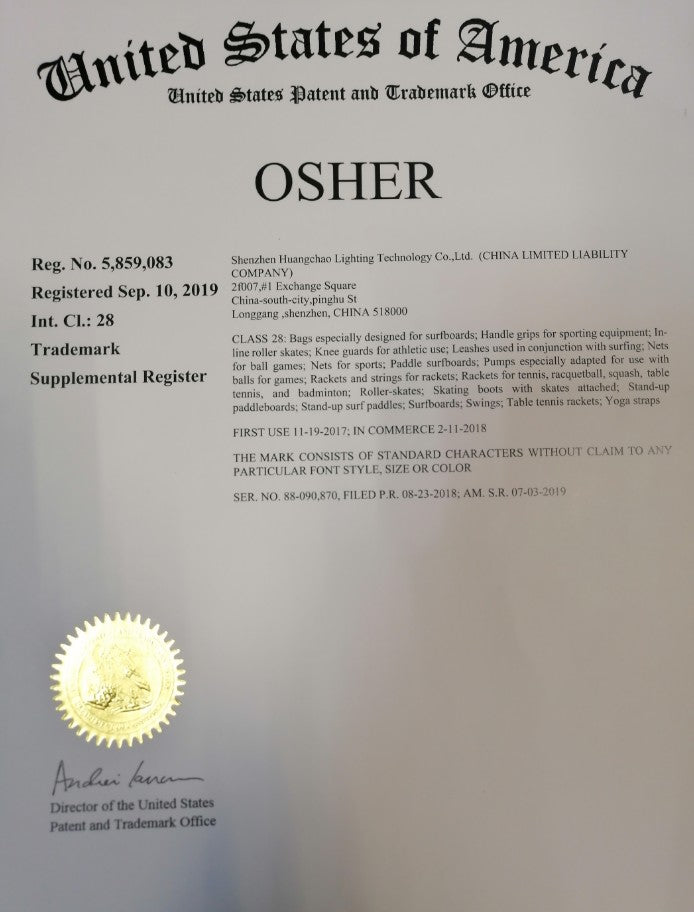 United States of America
United States Patent and Trademark Office
OSHER
Reg. No. 5,859,083
Registered Sep. 10, 2019
Int. Cl.: 28
Trademark
Supplemental Register
Shenzhen Huangchao Lighting Technology Co.,Ltd. (CHINA LIMITED LIABILITY
COMPANY)
2f007,#1 Exchange Square
China-south-city,pinghu St
Longgang ,shenzhen, CHINA 518000
CLASS 28: Bags especially designed for surfboards; Handle grips for sporting equipment; In-
line roller skates; Knee guards for athletic use; Leashes used in conjunction with surfing; Nets
for ball games; Nets for sports; Paddle surfboards; Pumps especially adapted for use with
balls for games; Rackets and strings for rackets; Rackets for tennis, racquetball, squash, table
tennis, and badminton; Roller-skates; Skating boots with skates attached; Stand-up
paddleboards; Stand-up surf paddles; Surfboards; Swings; Table tennis rackets; Yoga straps
FIRST USE 11-19-2017; IN COMMERCE 2-11-2018
THE MARK CONSISTS OF STANDARD CHARACTERS WITHOUT CLAIM TO ANY
PARTICULAR FONT STYLE, SIZE OR COLOR
SER. NO. 88-090,870, FILED P.R. 08-23-2018; AM. S.R. 07-03-2019
Andrei Iancu
Director of the United States
Patent and Trademark Office